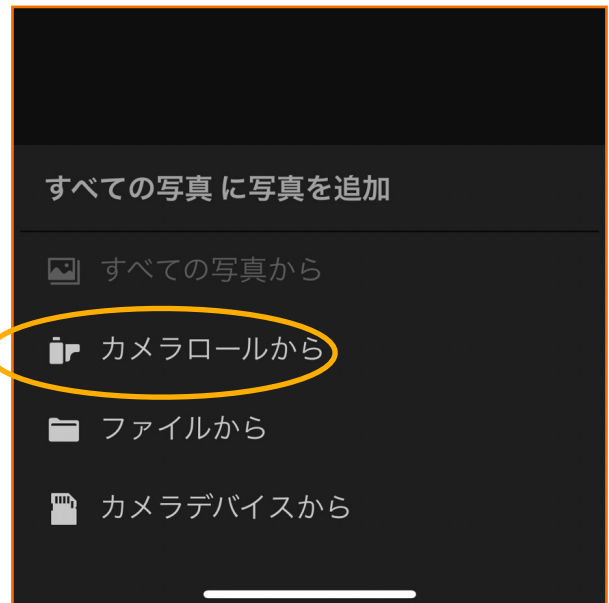 すべての写真 に写真を追加
すべての写真から
カメラロールから
ファイルから
カメラデバイスから